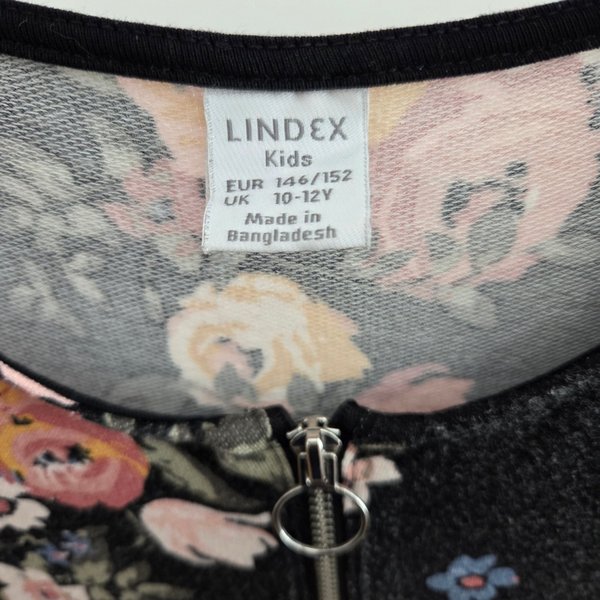 LINDEX
Kids
EUR 146/152
UK 10-12Y
Made in
Bangladesh